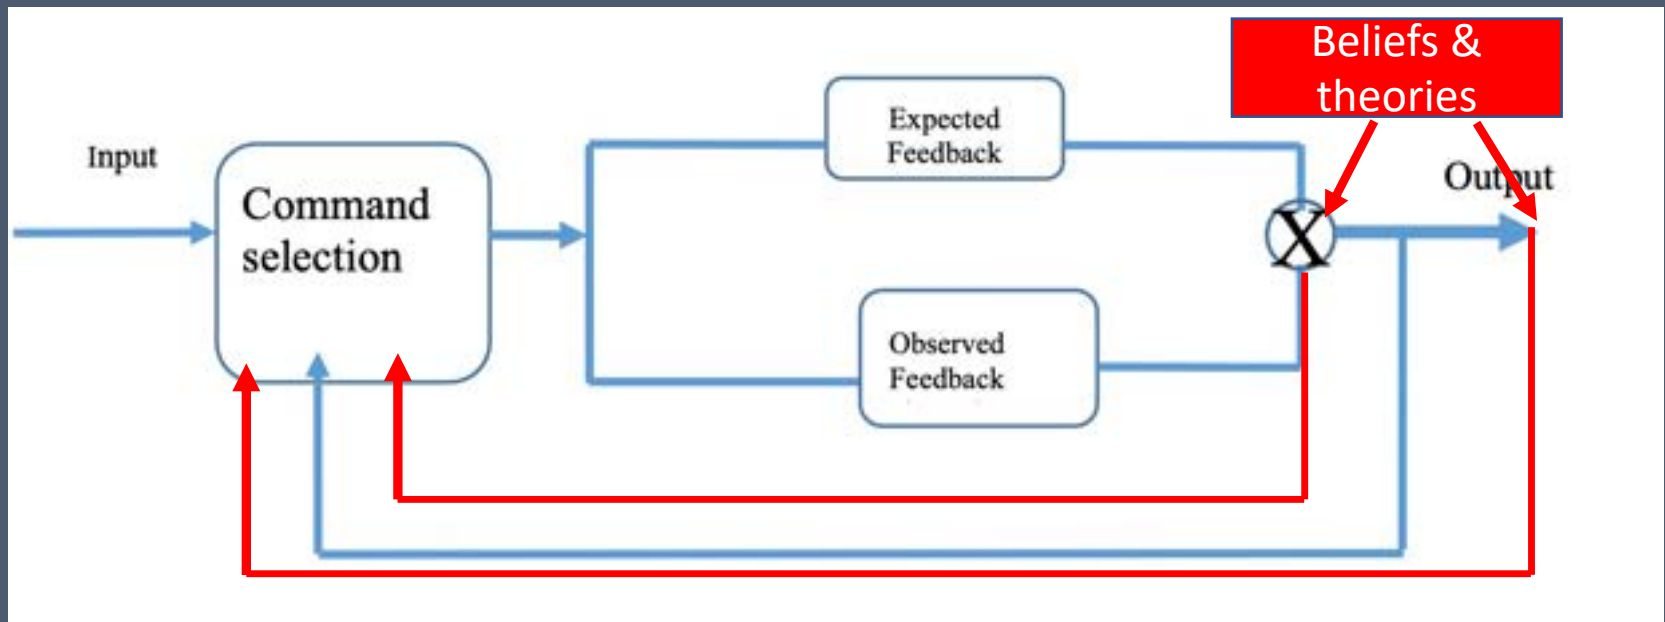 Beliefs &
theories
Input
Command
selection
Expected
Feedback
Output
X
Observed
Feedback